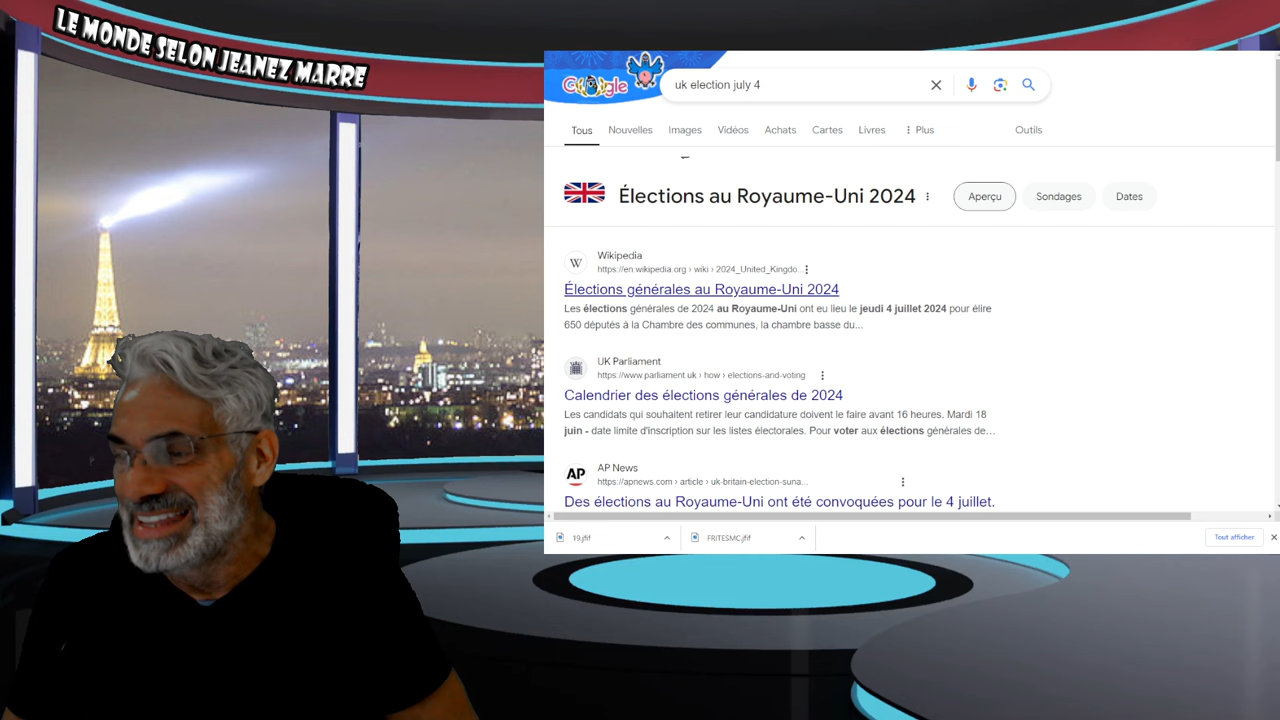 LE MONDE SELON JEANEZ MARRE
Google
uk election july 4
Tous Nouvelles Images Vidéos Achats Cartes Livres Plus Outils
Élections au Royaume-Uni 2024
Aperçu Sondages Dates
W
Wikipedia
https://en.wikipedia.org › wiki › 2024_United_Kingdo...
Élections générales au Royaume-Uni 2024
Les élections générales de 2024 au Royaume-Uni ont eu lieu le jeudi 4 juillet 2024 pour élire
650 députés à la Chambre des communes, la chambre basse du...
UK Parliament
https://www.parliament.uk › how › elections-and-voting
Calendrier des élections générales de 2024
Les candidats qui souhaitent retirer leur candidature doivent le faire avant 16 heures. Mardi 18
juin - date limite d'inscription sur les listes électorales. Pour voter aux élections générales de…
AP
AP News
https://apnews.com › article › uk-britain-election-suna...
Des élections au Royaume-Uni ont été convoquées pour le 4 juillet.
19.jfif FRITESMC.jfif Tout afficher